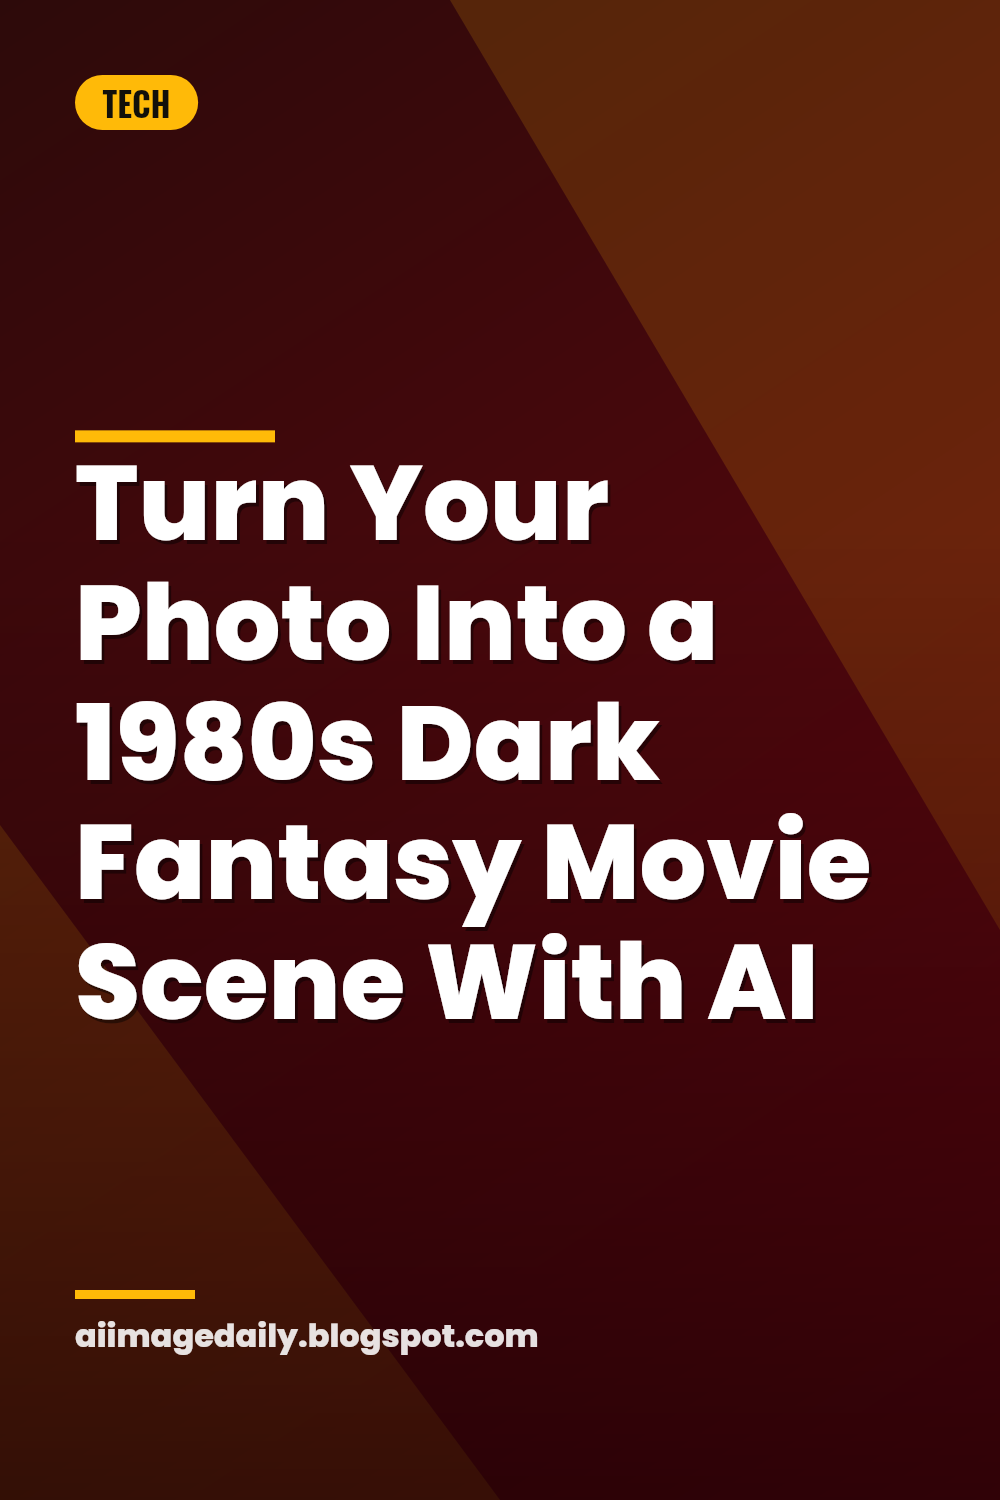 TECH
Turn Your
Photo Into a
1980s Dark
Fantasy Movie
Scene With AI
aiimagedaily.blogspot.com